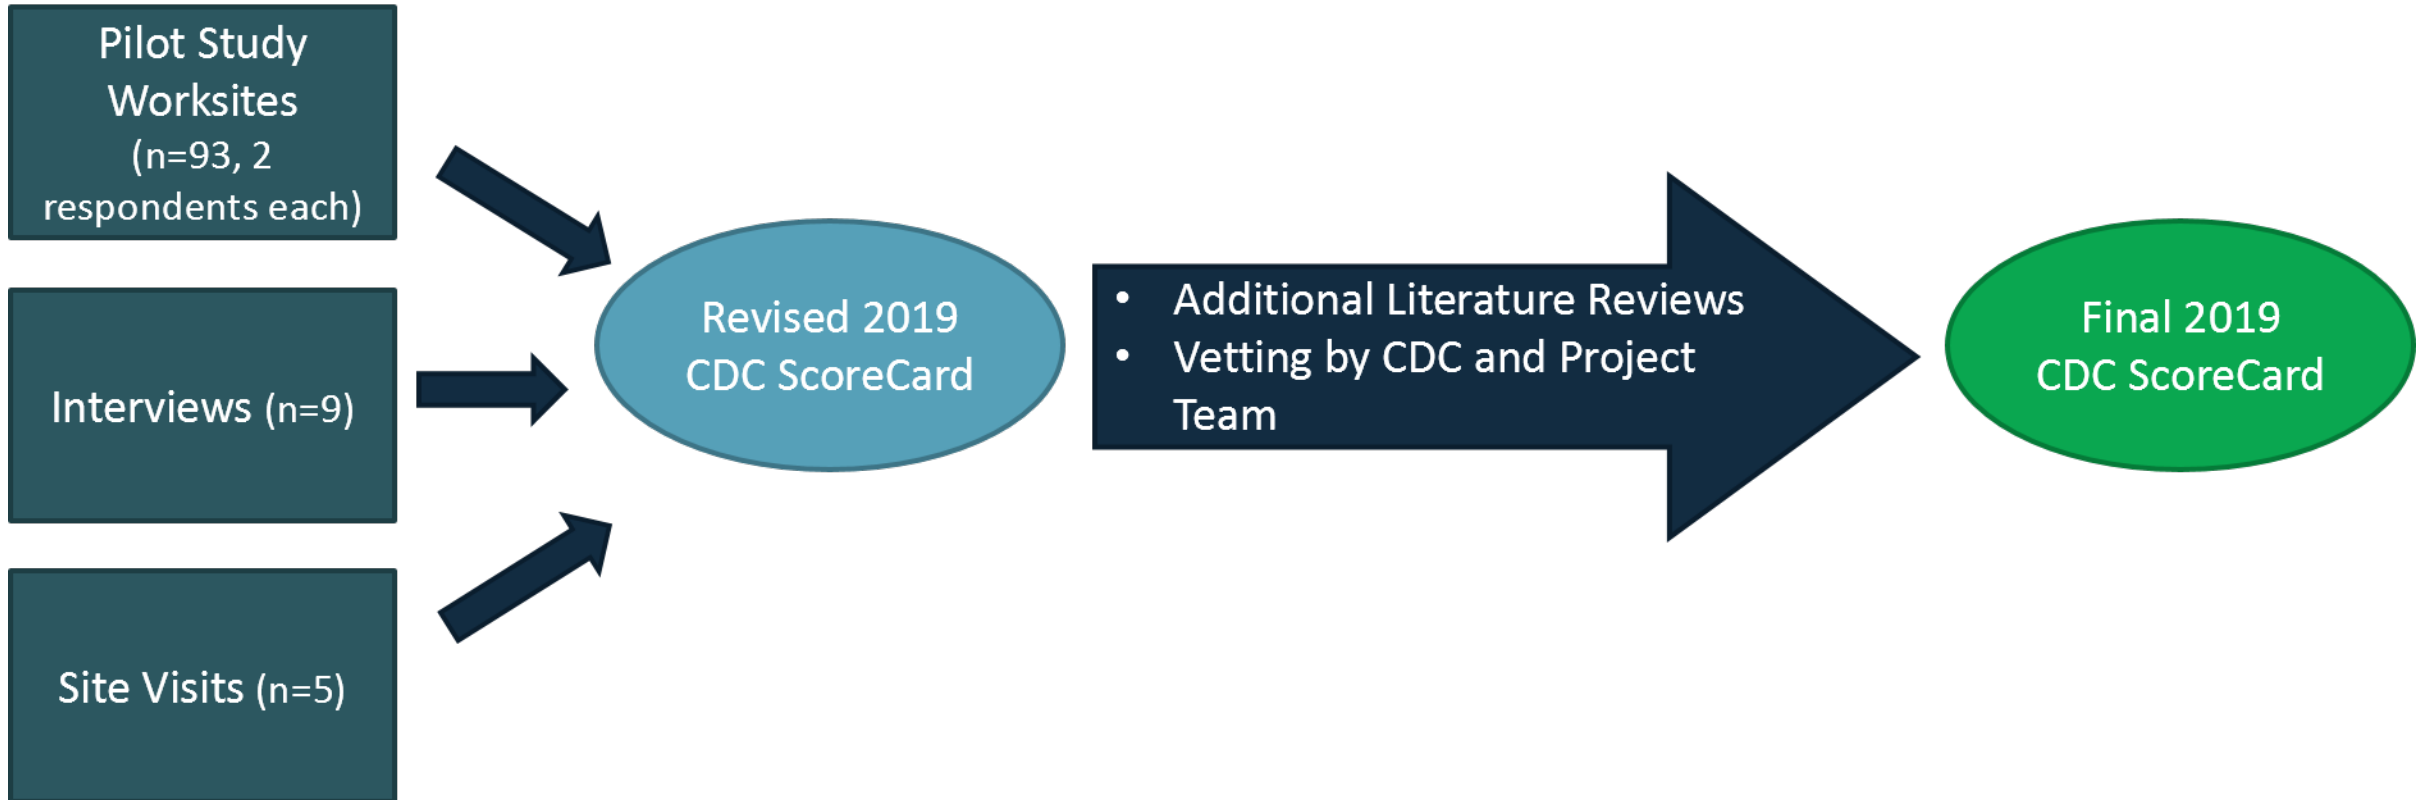 Pilot Study
Worksites
(n=93, 2
respondents each)
Interviews (n=9)
Site Visits (n=5)
Revised 2019
CDC ScoreCard
• Additional Literature Reviews
• Vetting by CDC and Project
Team
Final 2019
CDC ScoreCard